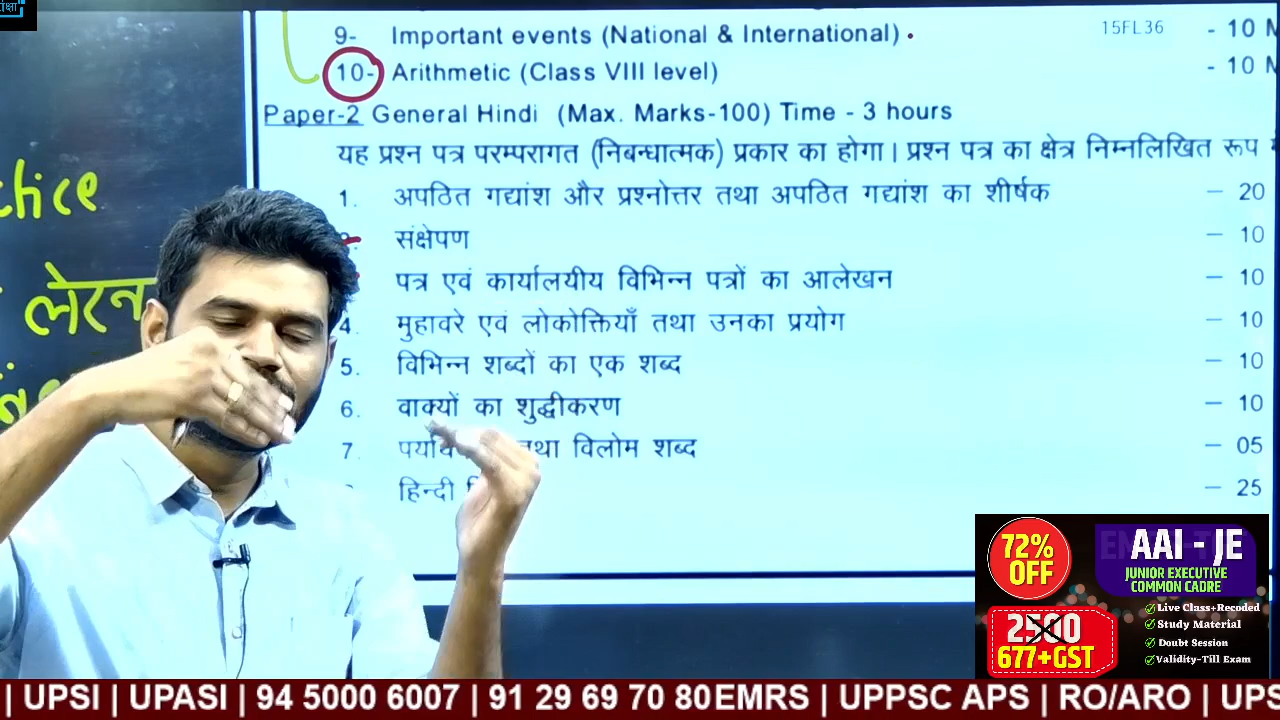 9- Important events (National & International) 15FL36 - 10
10- Arithmetic (Class VIII level) - 10
Paper-2 General Hindi (Max. Marks-100) Time - 3 hours
यह प्रश्न पत्र परम्परागत (निबन्धात्मक) प्रकार का होगा। प्रश्न पत्र का क्षेत्र निम्नलिखित रूप
1. अपठित गद्यांश और प्रश्नोत्तर तथा अपठित गद्यांश का शीर्षक – 20
संक्षेपण – 10
पत्र एवं कार्यालयीय विभिन्न पत्रों का आलेखन – 10
4. मुहावरे एवं लोकोक्तियाँ तथा उनका प्रयोग – 10
5. विभिन्न शब्दों का एक शब्द – 10
6. वाक्यों का शुद्धीकरण – 10
7. तथा विलोम शब्द – 05
हिन्दी – 25
72% OFF
AAI - JE
JUNIOR EXECUTIVE
COMMON CADRE
2500
677+GST
Live Class+Recoded
Study Material
Doubt Session
Validity-Till Exam
| UPSI | UPASI | 94 5000 6007 | 91 29 69 70 80EMRS | UPPSC APS | RO/ARO | UPS